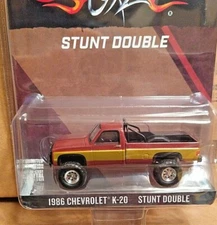 STUNT DOUBLE
1986 CHEVROLET K-20 STUNT DOUBLE